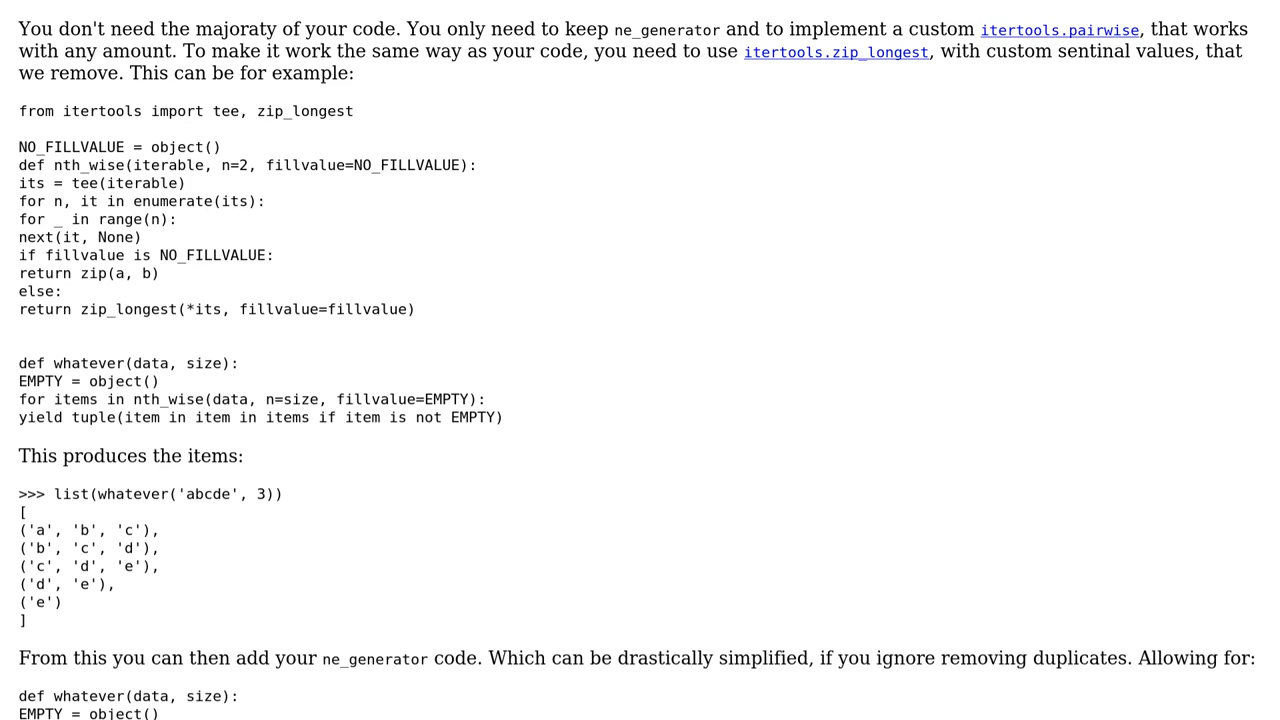 You don't need the majoraty of your code. You only need to keep ne_generator and to implement a custom itertools.pairwise, that works
with any amount. To make it work the same way as your code, you need to use itertools.zip_longest, with custom sentinal values, that
we remove. This can be for example:
from itertools import tee, zip_longest
NO_FILLVALUE = object()
def nth_wise(iterable, n=2, fillvalue=NO_FILLVALUE):
its = tee(iterable)
for n, it in enumerate(its):
for _ in range(n):
next(it, None)
if fillvalue is NO_FILLVALUE:
return zip(a, b)
else:
return zip_longest(*its, fillvalue=fillvalue)
def whatever(data, size):
EMPTY = object()
for items in nth_wise(data, n=size, fillvalue=EMPTY):
yield tuple(item in item in items if item is not EMPTY)
This produces the items:
>>> list(whatever('abcde', 3))
[
('a', 'b', 'c'),
('b', 'c', 'd'),
('c', 'd', 'e'),
('d', 'e'),
('e')
]
From this you can then add your ne_generator code. Which can be drastically simplified, if you ignore removing duplicates. Allowing for:
def whatever(data, size):
EMPTY = object()